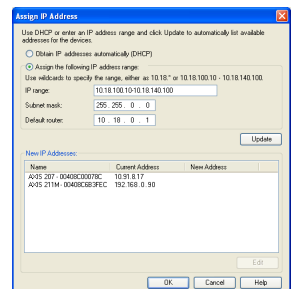 Assign IP Address
Use DHCP or enter an IP address range and click Update to automatically list available
addresses for the devices.
Obtain IP addresses automatically (DHCP)
Assign the following IP address range:
Use wildcards to specify the range, either as 10.18.* or 10.18.100.10 - 10.18.140.100.
IP range: 10.18.100.10-10.18.140.100
Subnet mask: 255 . 255 . 0 . 0
Default router: 10 . 18 . 0 . 1
Update
New IP Addresses:
Name Current Address New Address
AXIS 207 - 00408C00078C 10.91.8.17
AXIS 211M - 00408C6B3FEC 192.168.0.90
Edit
OK Cancel Help